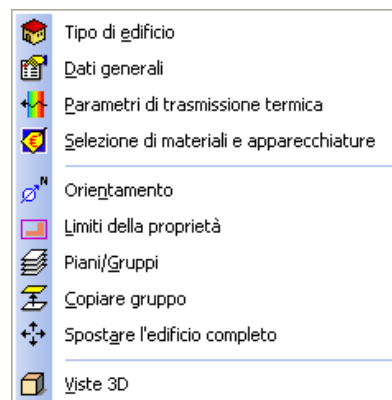 Tipo di edificio
Dati generali
Parametri di trasmissione termica
Selezione di materiali e apparecchiature
N
Orientamento
Limiti della proprietà
Piani/Gruppi
Copiare gruppo
Spostare l'edificio completo
Viste 3D